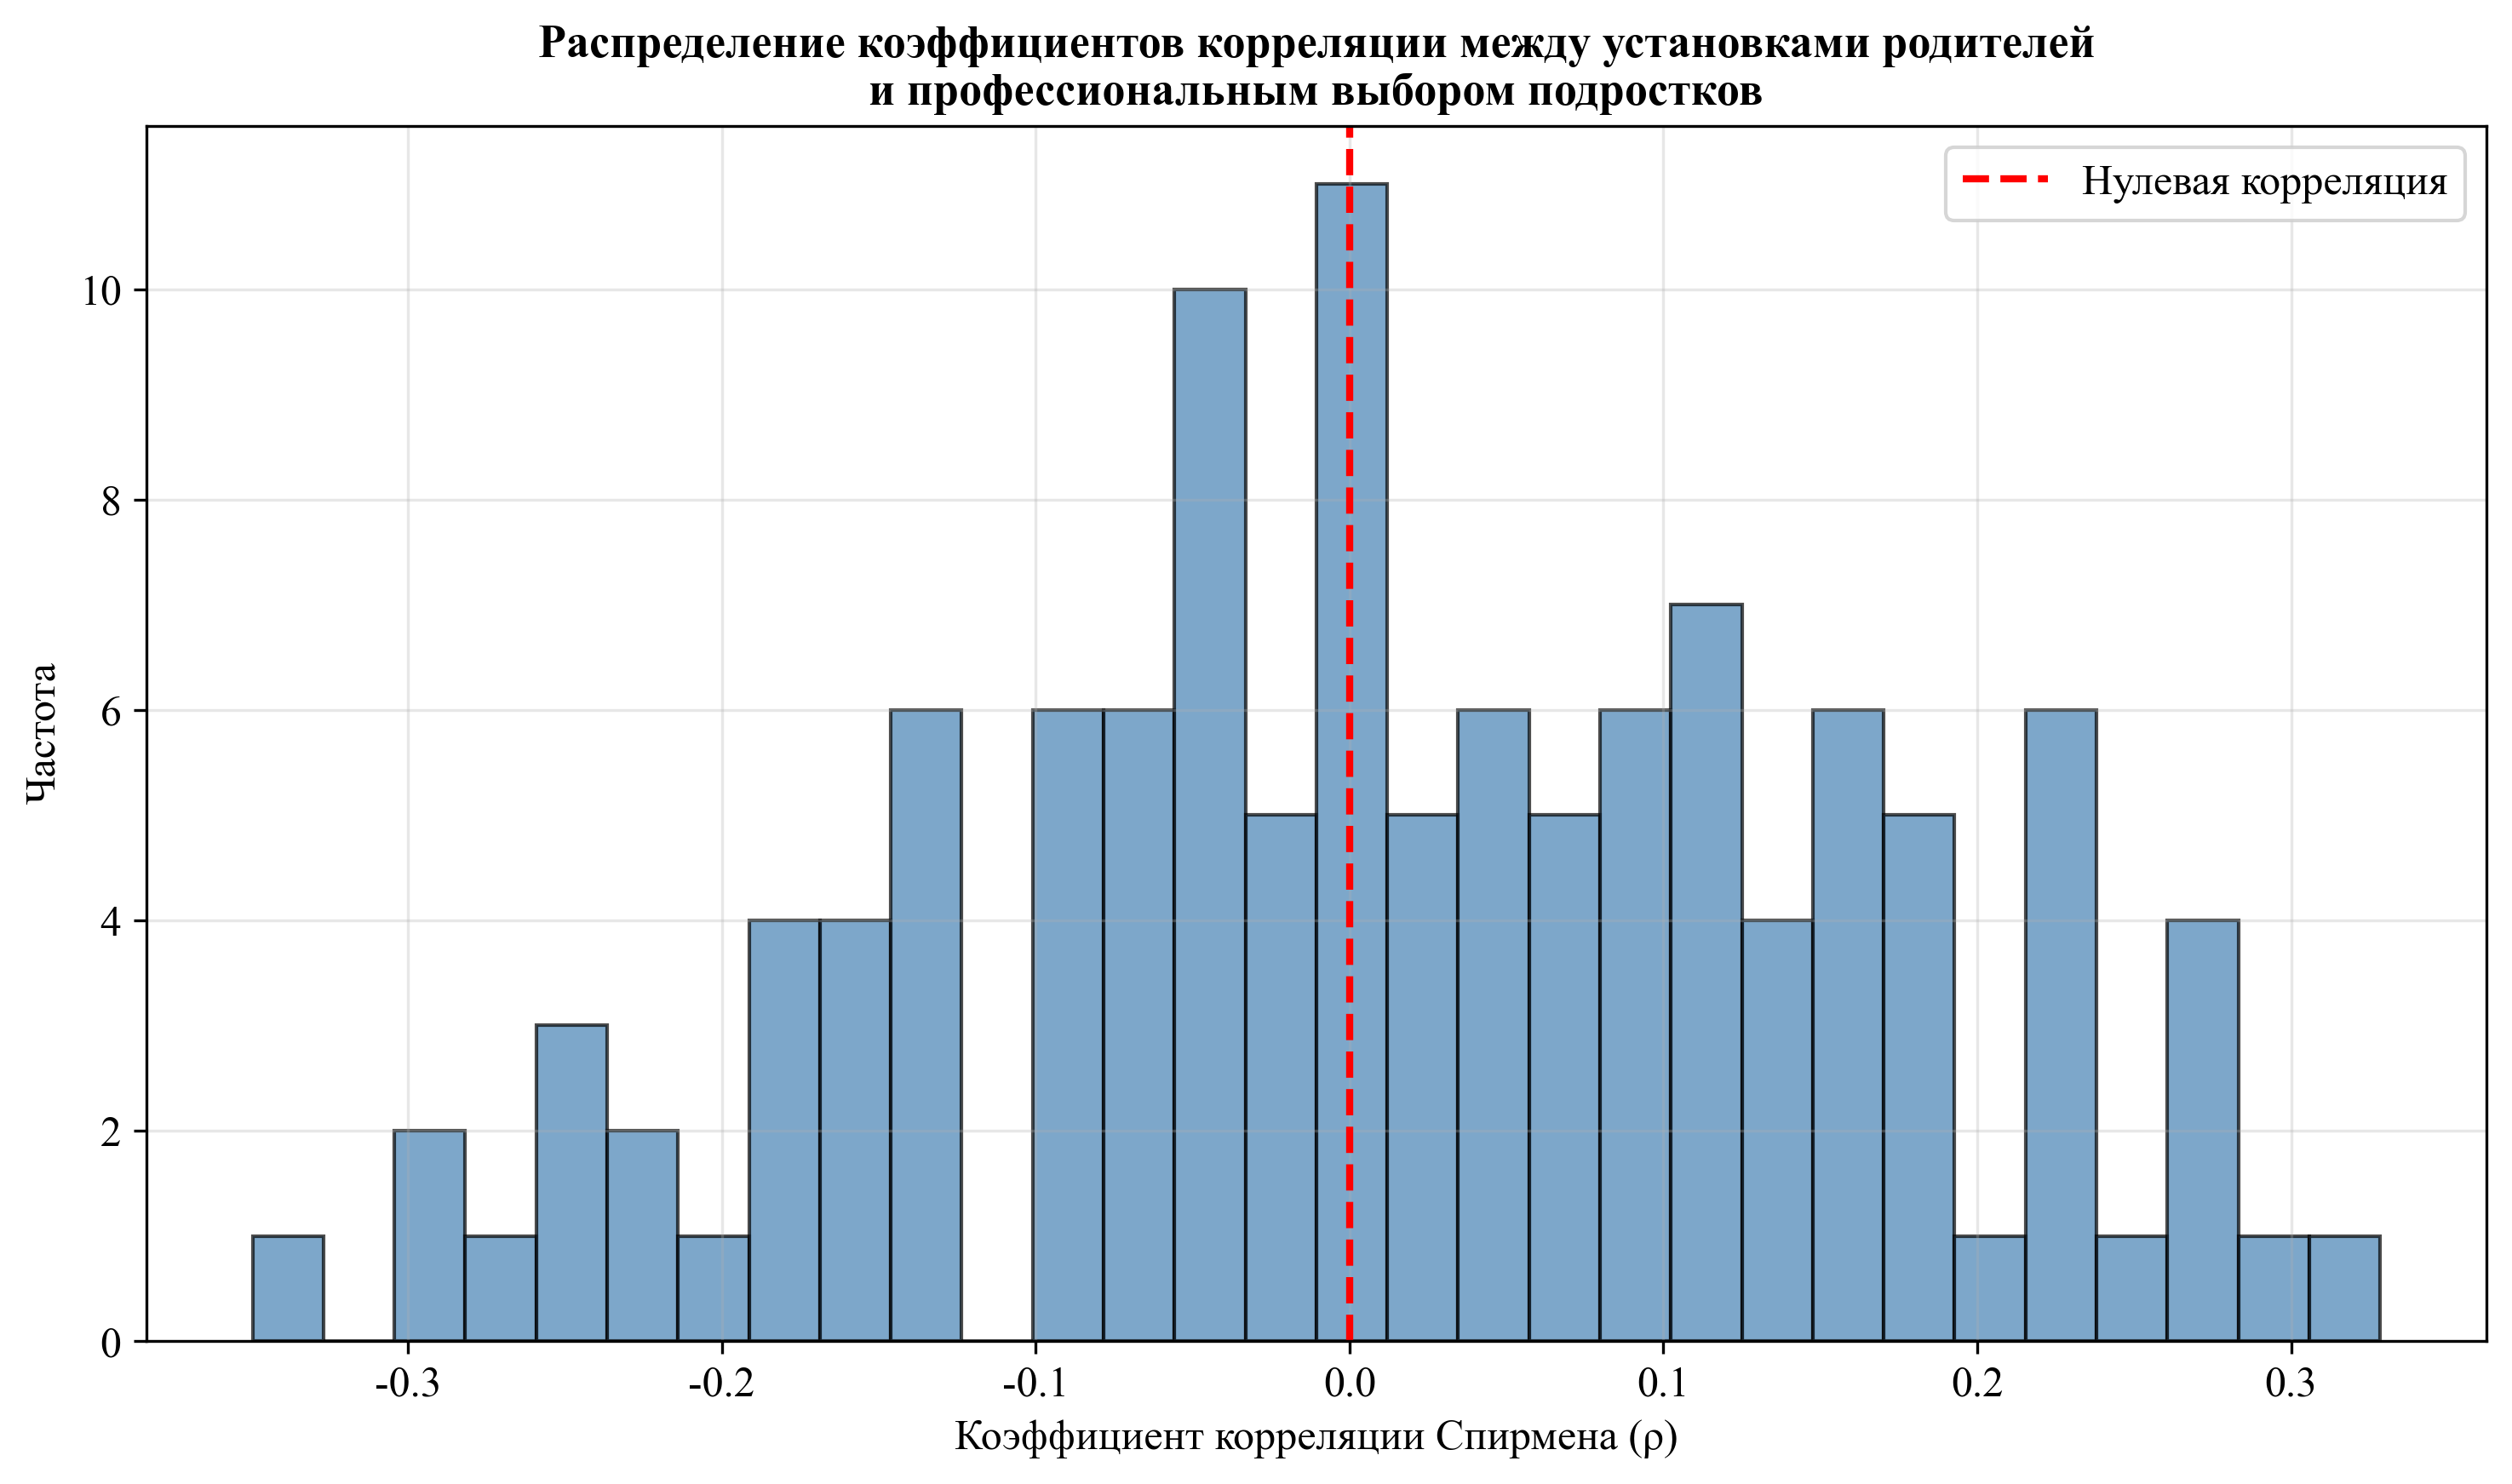 Распределение коэффициентов корреляции между установками родителей
и профессиональным выбором подростков
Нулевая корреляция
Частота
10
8
6
4
2
0
-0.3
-0.2
-0.1
0.0
0.1
0.2
0.3
Коэффициент корреляции Спирмена (ρ)